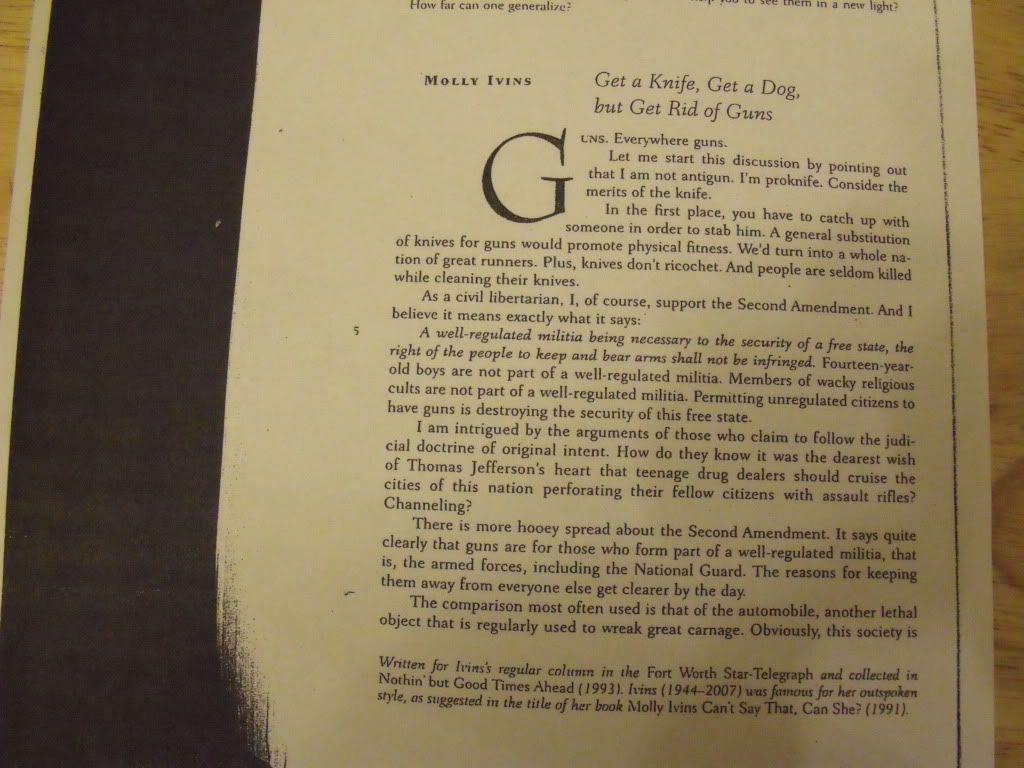 How far can one generalize?
you to see them in a new light?
MOLLY IVINS
Get a Knife, Get a Dog,
but Get Rid of Guns
GUNS. Everywhere guns.
Let me start this discussion by pointing out
that I am not antigun. I'm proknife. Consider the
merits of the knife.
In the first place, you have to catch up with
someone in order to stab him. A general substitution
of knives for guns would promote physical fitness. We'd turn into a whole na-
tion of great runners. Plus, knives don't ricochet. And people are seldom killed
while cleaning their knives.
As a civil libertarian, I, of course, support the Second Amendment. And I
believe it means exactly what it says:
5
A well-regulated militia being necessary to the security of a free state, the
right of the people to keep and bear arms shall not be infringed. Fourteen-year-
old boys are not part of a well-regulated militia. Members of wacky religious
cults are not part of a well-regulated militia. Permitting unregulated citizens to
have guns is destroying the security of this free state.
I am intrigued by the arguments of those who claim to follow the judi-
cial doctrine of original intent. How do they know it was the dearest wish
of Thomas Jefferson's heart that teenage drug dealers should cruise the
cities of this nation perforating their fellow citizens with assault rifles?
Channeling?
There is more hooey spread about the Second Amendment. It says quite
clearly that guns are for those who form part of a well-regulated militia, that
is, the armed forces, including the National Guard. The reasons for keeping
them away from everyone else get clearer by the day.
The comparison most often used is that of the automobile, another lethal
object that is regularly used to wreak great carnage. Obviously, this society is
Written for Ivins's regular column in the Fort Worth Star-Telegraph and collected in
Nothin' but Good Times Ahead (1993). Ivins (1944–2007) was famous for her outspoken
style, as suggested in the title of her book Molly Ivins Can't Say That, Can She? (1991).